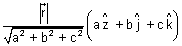 |r⃗| / √(a² + b² + c²) (a ẑ + b ĵ + c k̂)